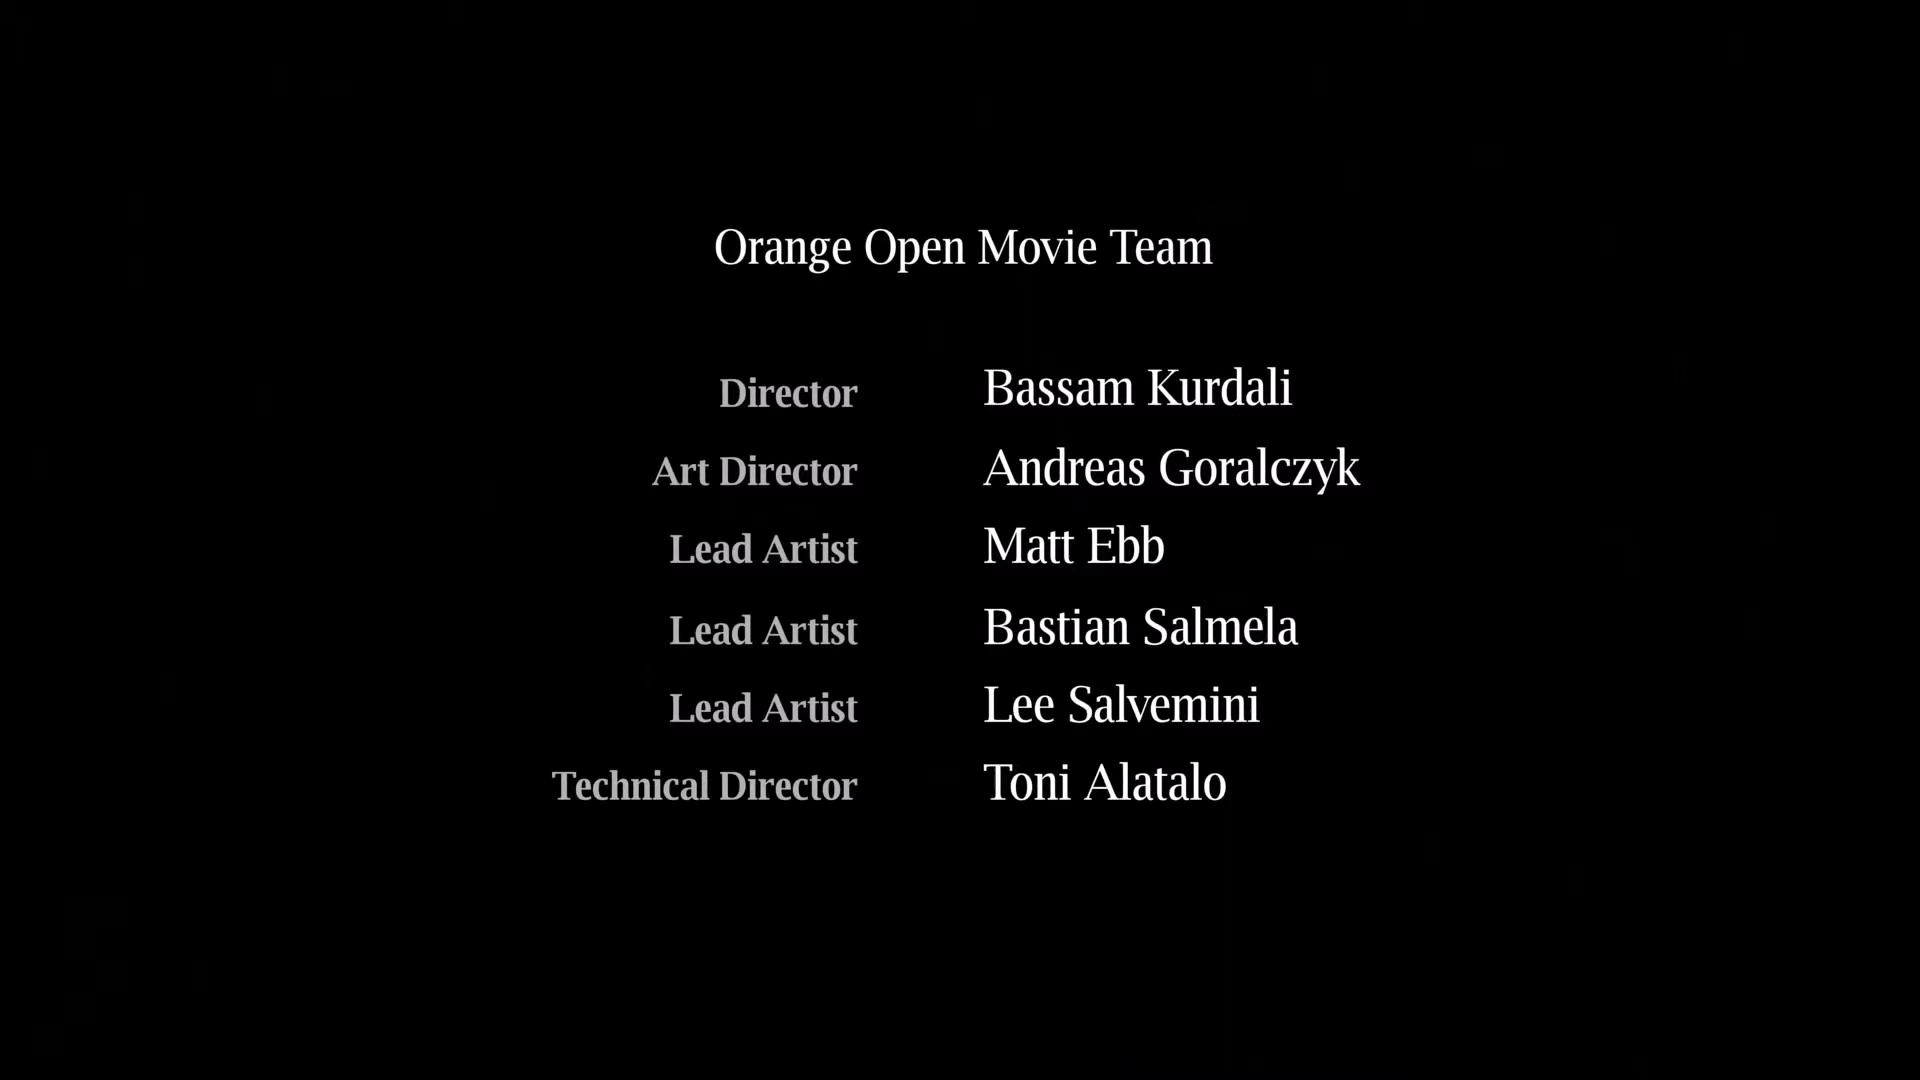 Orange Open Movie Team
Director Bassam Kurdali
Art Director Andreas Goralczyk
Lead Artist Matt Ebb
Lead Artist Bastian Salmela
Lead Artist Lee Salvemini
Technical Director Toni Alatalo